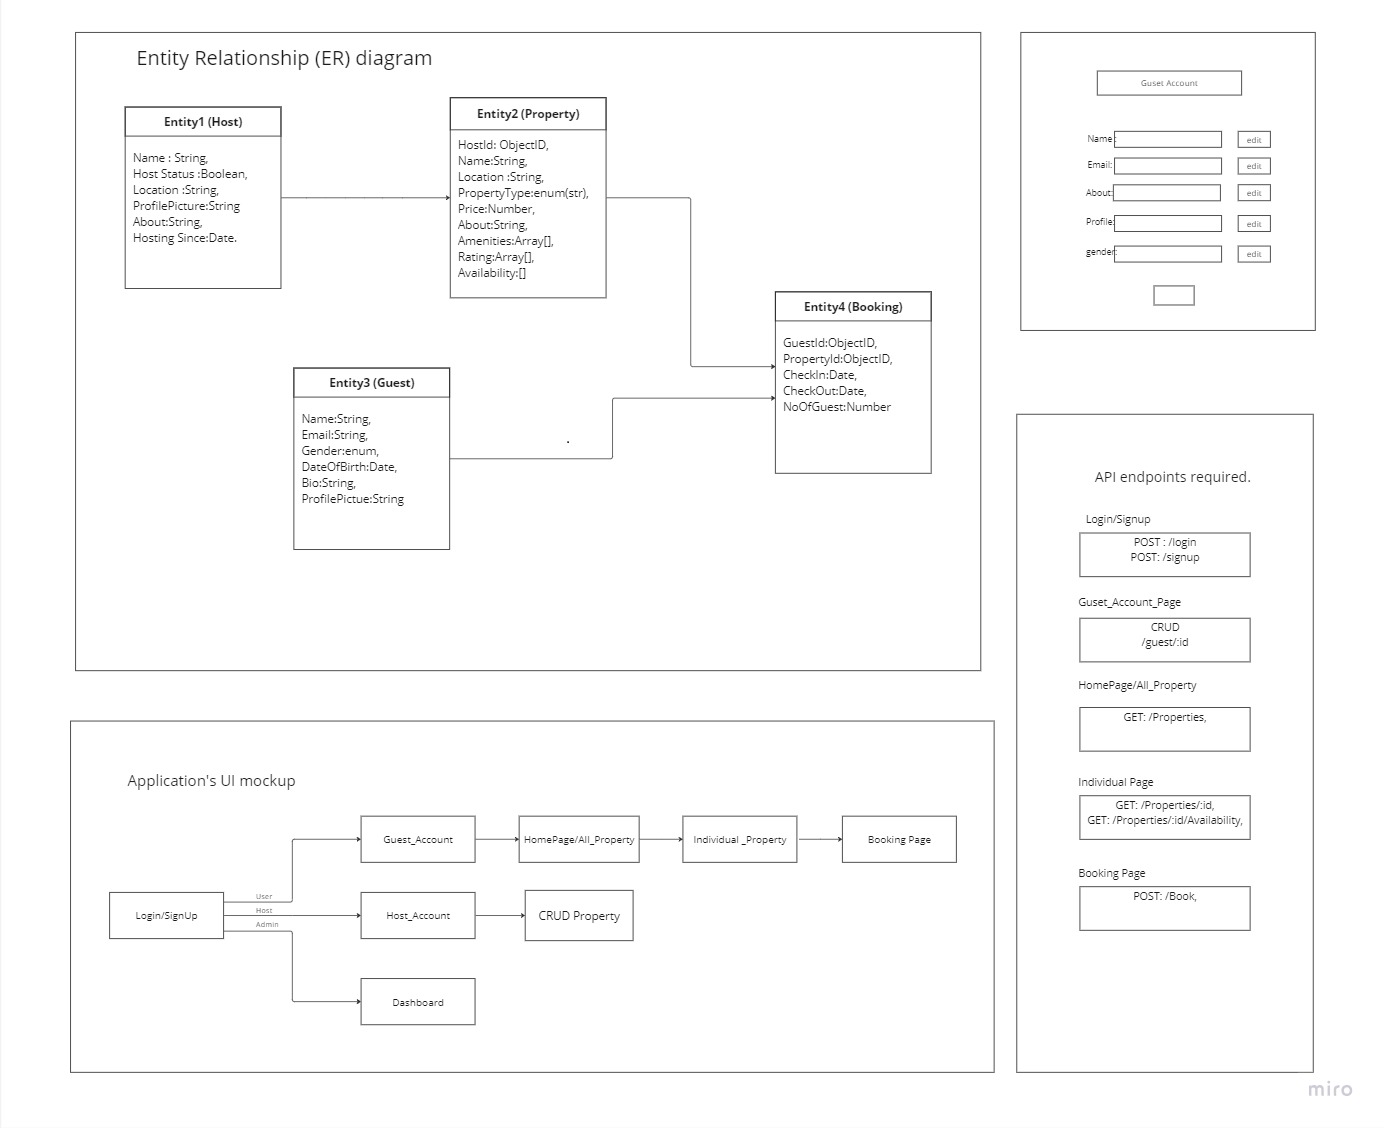 Entity Relationship (ER) diagram
Entity1 (Host)
Name : String,
Host Status :Boolean,
Location :String,
ProfilePicture:String
About:String,
Hosting Since:Date.
Entity2 (Property)
HostId: ObjectID,
Name:String,
Location :String,
PropertyType:enum(str),
Price:Number,
About:String,
Amenities:Array[],
Rating:Array[],
Availability:[]
Entity3 (Guest)
Name:String,
Email:String,
Gender:enum,
DateOfBirth:Date,
Bio:String,
ProfilePictue:String
Entity4 (Booking)
GuestId:ObjectID,
PropertyId:ObjectID,
CheckIn:Date,
CheckOut:Date,
NoOfGuest:Number
Guset Account
Name: edit
Email: edit
About: edit
Profile: edit
gender: edit
API endpoints required.
Login/Signup
POST : /login
POST: /signup
Guset_Account_Page
CRUD
/guest/:id
HomePage/All_Property
GET: /Properties,
Individual Page
GET: /Properties/:id,
GET: /Properties/:id/Availability,
Booking Page
POST: /Book,
Application's UI mockup
Login/SignUp
User
Host
Admin
Guest_Account
HomePage/All_Property
Individual _Property
Booking Page
Host_Account
CRUD Property
Dashboard
miro